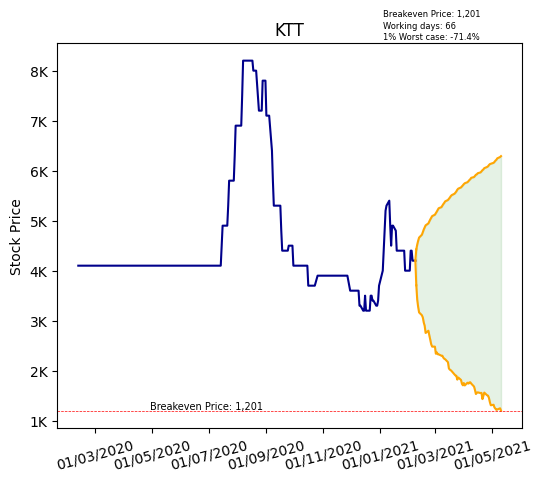 Breakeven Price: 1,201
Working days: 66
1% Worst case: -71.4%
KTT
Stock Price
8K
7K
6K
5K
4K
3K
2K
1K
Breakeven Price: 1,201
01/03/2020
01/05/2020
01/07/2020
01/09/2020
01/11/2020
01/01/2021
01/03/2021
01/05/2021